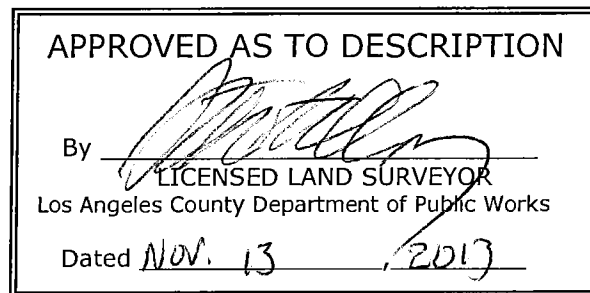 APPROVED AS TO DESCRIPTION
By
LICENSED LAND SURVEYOR
Los Angeles County Department of Public Works
Dated NOV. 13, 2013